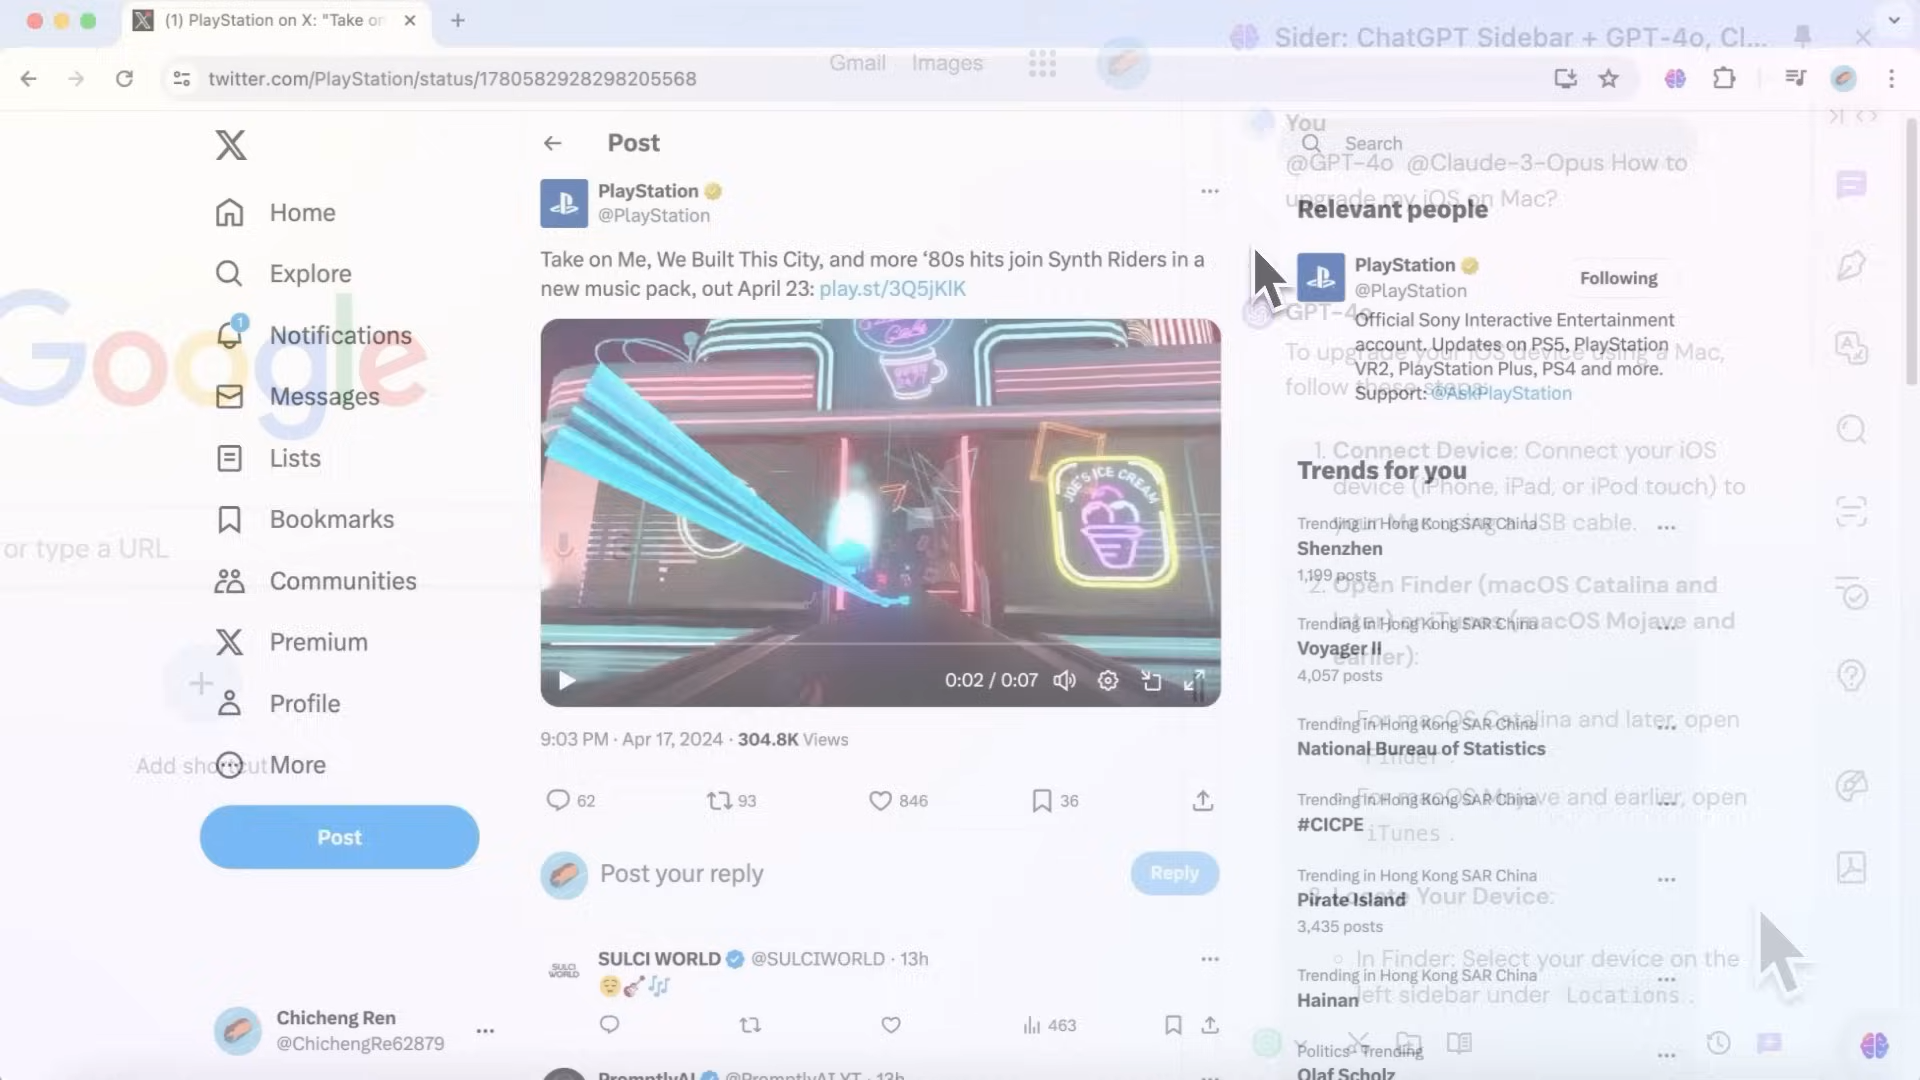 (1) PlayStation on X: "Take on
Sider: ChatGPT Sidebar + GPT-4o, Cl...
twitter.com/PlayStation/status/1780582928298205568
Gmail Images
Google
or type a URL
Add shortcut
Home
Explore
1
Notifications
Messages
Lists
Bookmarks
Communities
Premium
Profile
More
Post
Chicheng Ren
@ChichengRe62879
Post
PlayStation
@PlayStation
Take on Me, We Built This City, and more ‘80s hits join Synth Riders in a
new music pack, out April 23: play.st/3Q5jKlK
JOE'S ICE CREAM
0:02 / 0:07
9:03 PM · Apr 17, 2024 · 304.8K Views
62 93 846 36
Post your reply
Reply
SULCI WORLD
SULCI WORLD @SULCIWORLD · 13h
463
PromptlyAI @PromptlyAI_YT · 13h
Search
Relevant people
PlayStation
@PlayStation
Following
Official Sony Interactive Entertainment
account. Updates on PS5, PlayStation
VR2, PlayStation Plus, PS4 and more.
Support: @AskPlayStation
Trends for you
Trending in Hong Kong SAR China
Shenzhen
1,199 posts
Trending in Hong Kong SAR China
Voyager II
4,057 posts
Trending in Hong Kong SAR China
National Bureau of Statistics
Trending in Hong Kong SAR China
#CICPE
Trending in Hong Kong SAR China
Pirate Island
3,435 posts
Trending in Hong Kong SAR China
Hainan
Politics · Trending
Olaf Scholz
You
@GPT-4o @Claude-3-Opus How to
upgrade my iOS on Mac?
GPT-4o
To upgrade your iOS device using a Mac,
follow these steps:
1. Connect Device: Connect your iOS
device (iPhone, iPad, or iPod touch) to
your Mac using a USB cable.
2. Open Finder (macOS Catalina and
later) or iTunes (macOS Mojave and
earlier):
For macOS Catalina and later, open
Finder .
For macOS Mojave and earlier, open
iTunes .
3. Locate Your Device:
In Finder: Select your device on the
left sidebar under Locations .